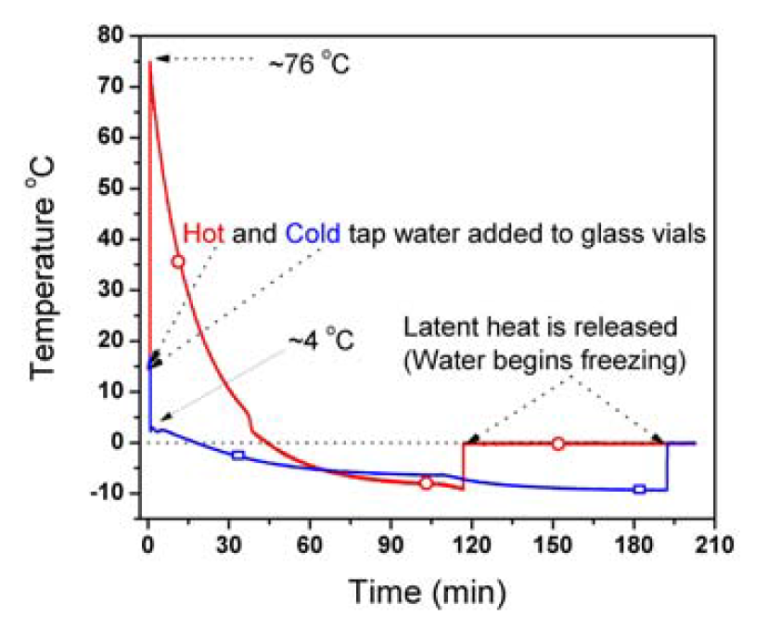 80
70
60
50
40
30
20
10
0
-10
Temperature °C
~76 °C
Hot and Cold tap water added to glass vials
~4 °C
Latent heat is released
(Water begins freezing)
0 30 60 90 120 150 180 210
Time (min)